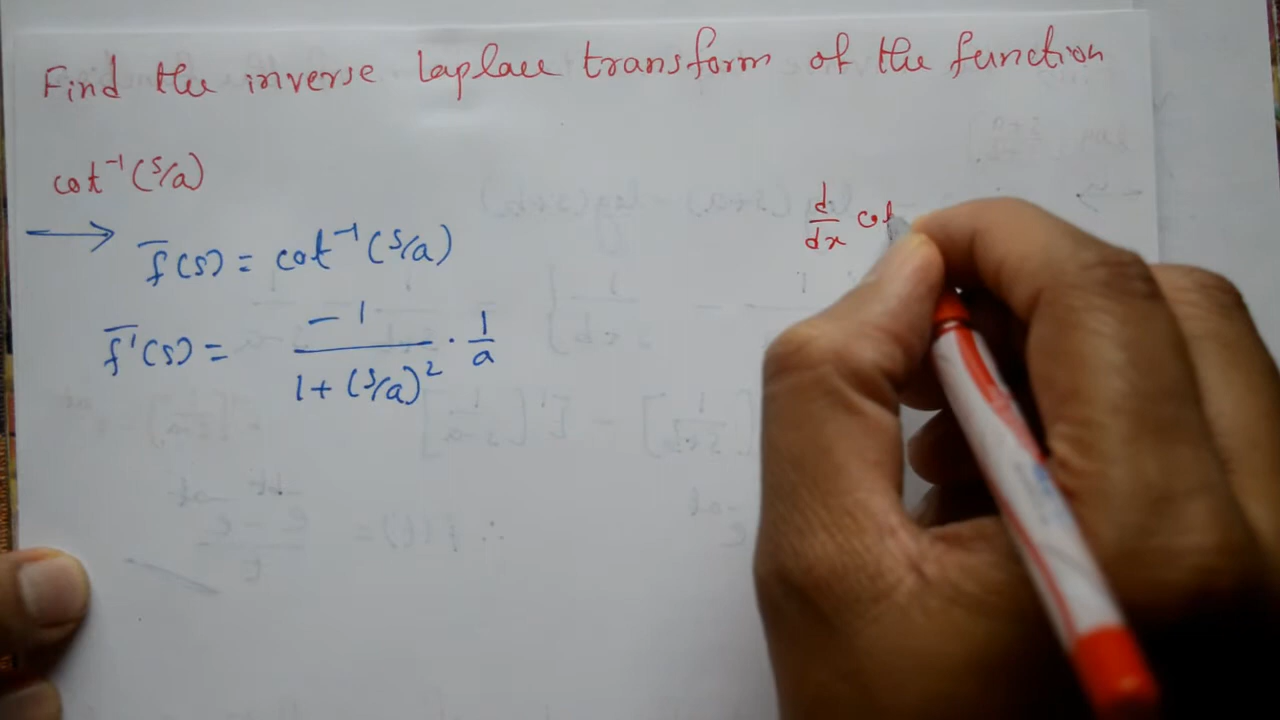 Find the inverse Laplace transform of the function
cot⁻¹(s/a)
→ f̅(s) = cot⁻¹(s/a)
f̅'(s) = -1 / 1+(s/a)² · 1/a
d/dx cot